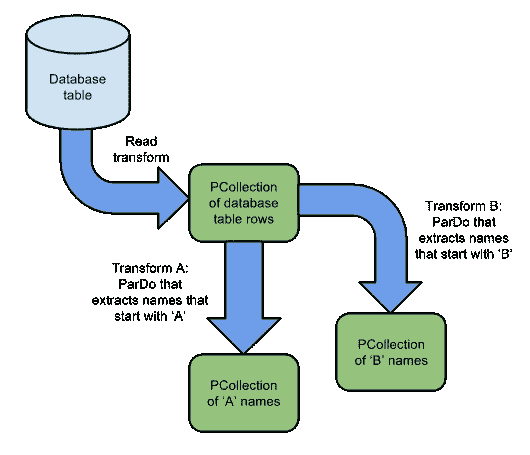 Database
table
Read
transform
PCollection
of database
table rows
Transform B:
ParDo that
extracts names
that start with ‘B’
Transform A:
ParDo that
extracts names that
start with ‘A’
PCollection
of ‘B’ names
PCollection
of ‘A’ names